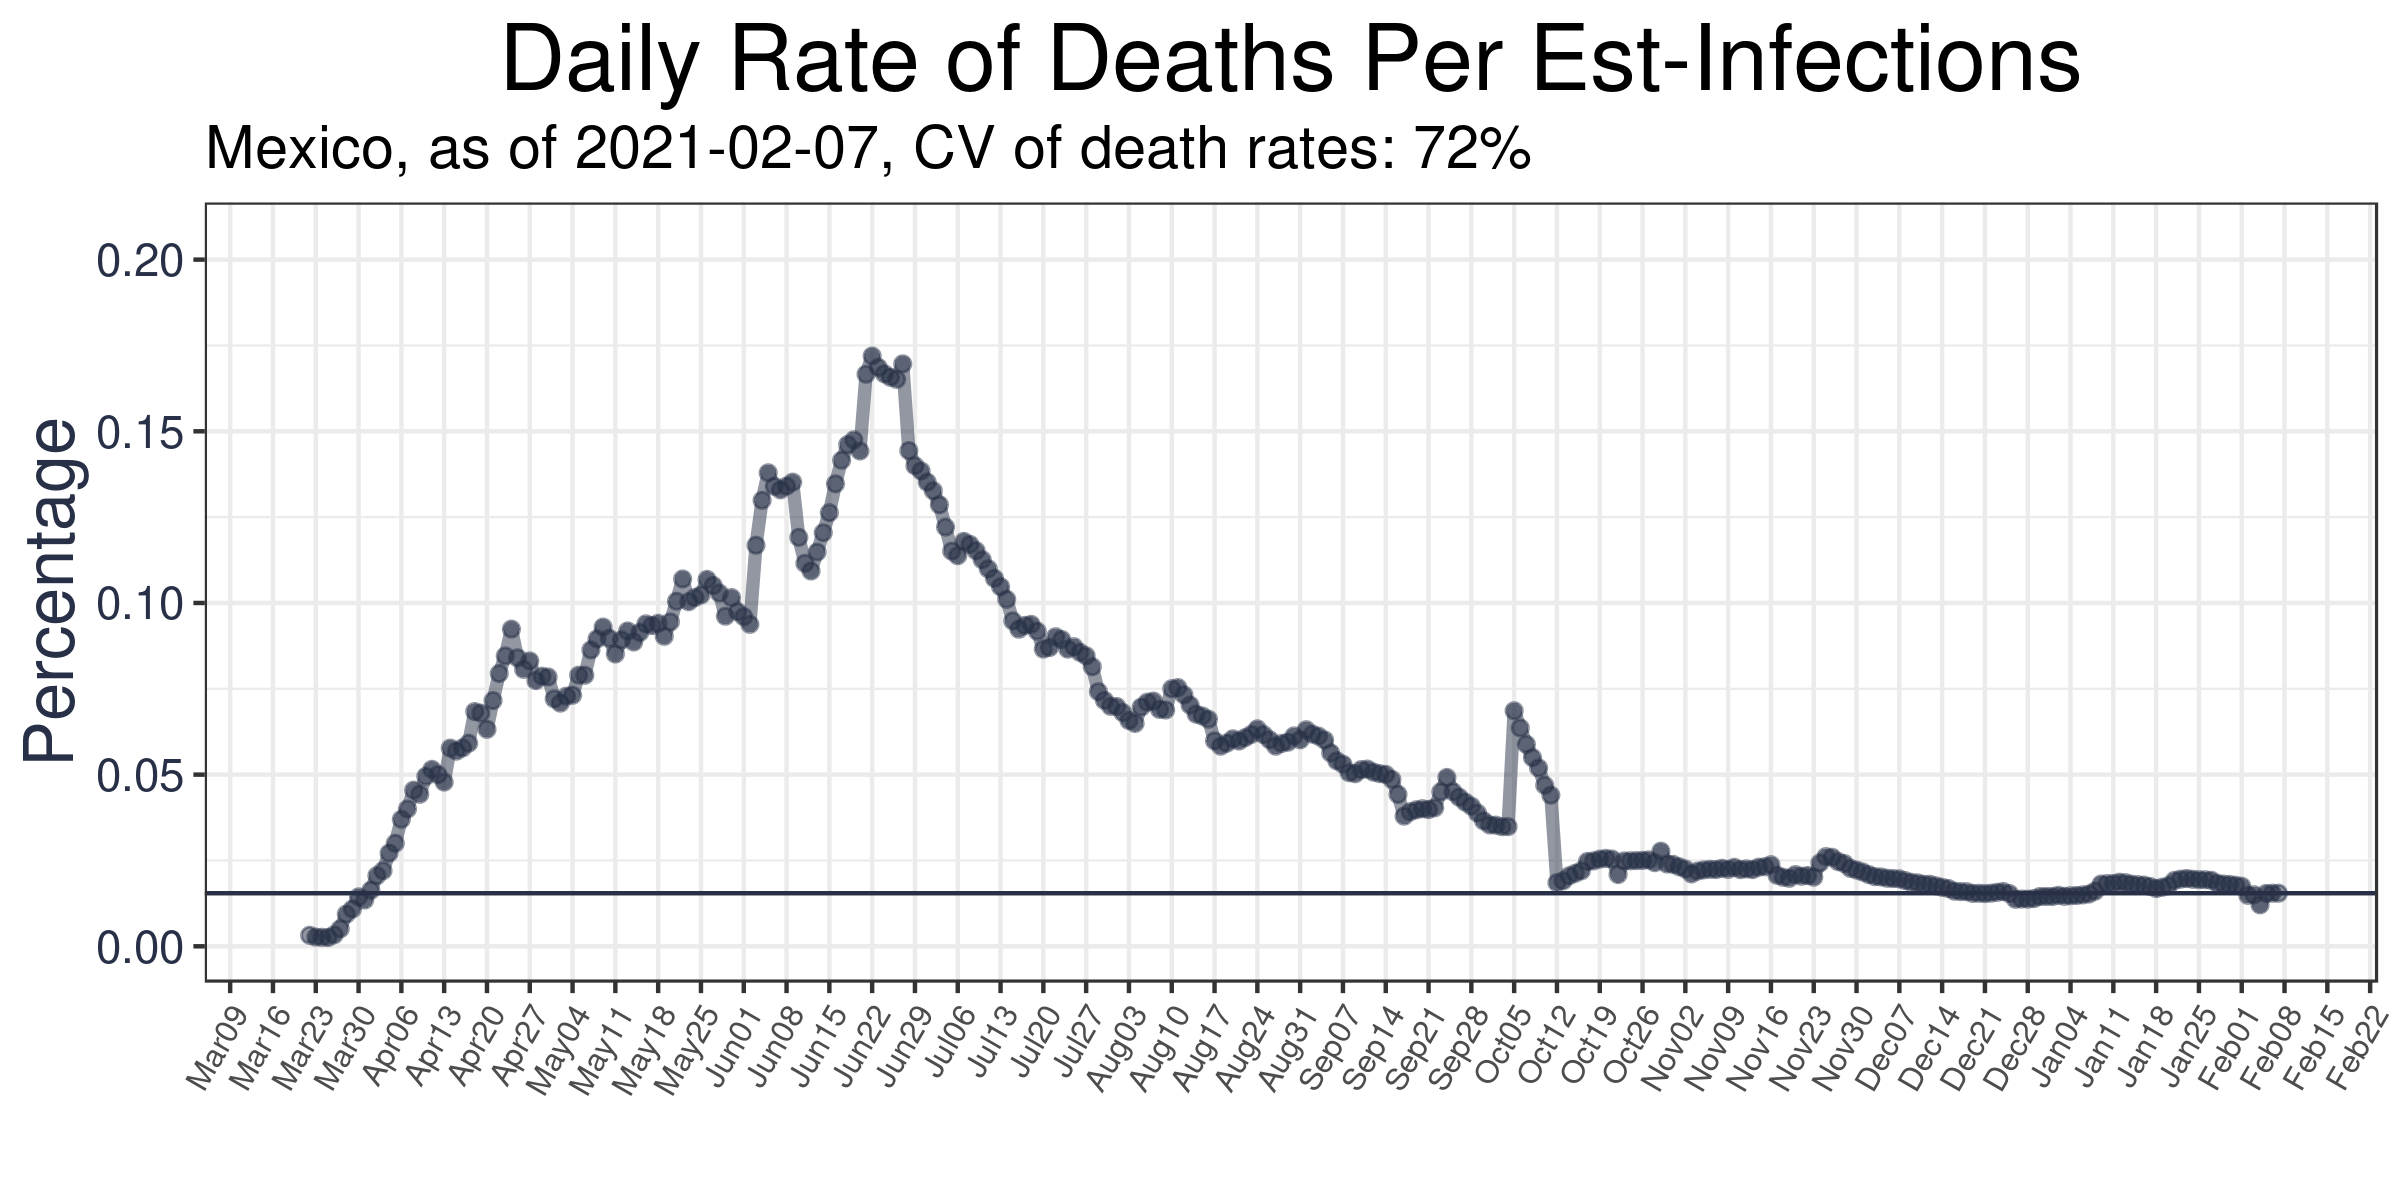 Daily Rate of Deaths Per Est-Infections
Mexico, as of 2021-02-07, CV of death rates: 72%
Percentage
0.20
0.15
0.10
0.05
0.00
Mar09
Mar16
Mar23
Mar30
Apr06
Apr13
Apr20
Apr27
May04
May11
May18
May25
Jun01
Jun08
Jun15
Jun22
Jun29
Jul06
Jul13
Jul20
Jul27
Aug03
Aug10
Aug17
Aug24
Aug31
Sep07
Sep14
Sep21
Sep28
Oct05
Oct12
Oct19
Oct26
Nov02
Nov09
Nov16
Nov23
Nov30
Nov07
Dec14
Dec21
Dec28
Dec04
Jan11
Jan18
Jan25
Feb01
Feb08
Feb15
Feb22